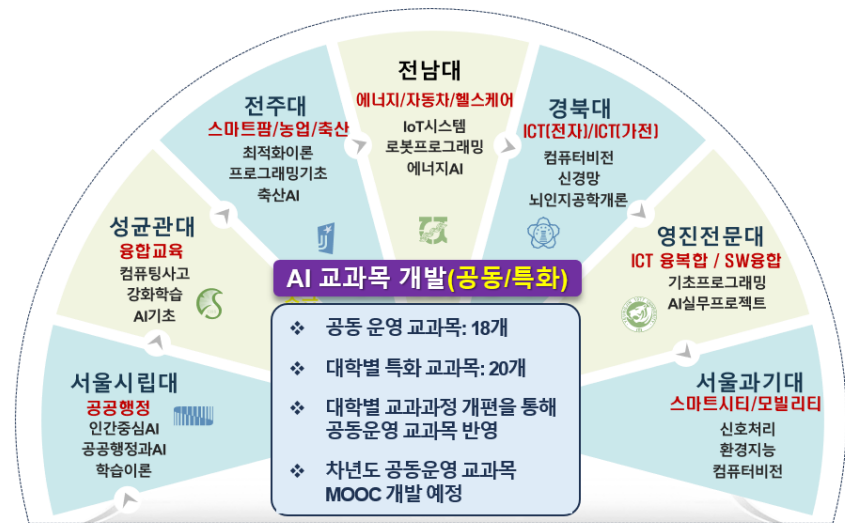 전남대
에너지/자동차/헬스케어
IoT시스템
로봇프로그래밍
에너지AI
전주대
스마트팜/농업/축산
최적화이론
프로그래밍기초
축산AI
경북대
ICT(전자)/ICT(가전)
컴퓨터비전
신경망
뇌인지공학개론
성균관대
융합교육
컴퓨팅사고
강화학습
AI기초
영진전문대
ICT 융복합 / SW융합
기초프로그래밍
AI실무프로젝트
서울시립대
공공행정
인간중심AI
공공행정과AI
학습이론
서울과기대
스마트시티/모빌리티
신호처리
환경지능
컴퓨터비전
AI 교과목 개발(공동/특화)
❖ 공동 운영 교과목: 18개
❖ 대학별 특화 교과목: 20개
❖ 대학별 교과과정 개편을 통해
공동운영 교과목 반영
❖ 차년도 공동운영 교과목
MOOC 개발 예정